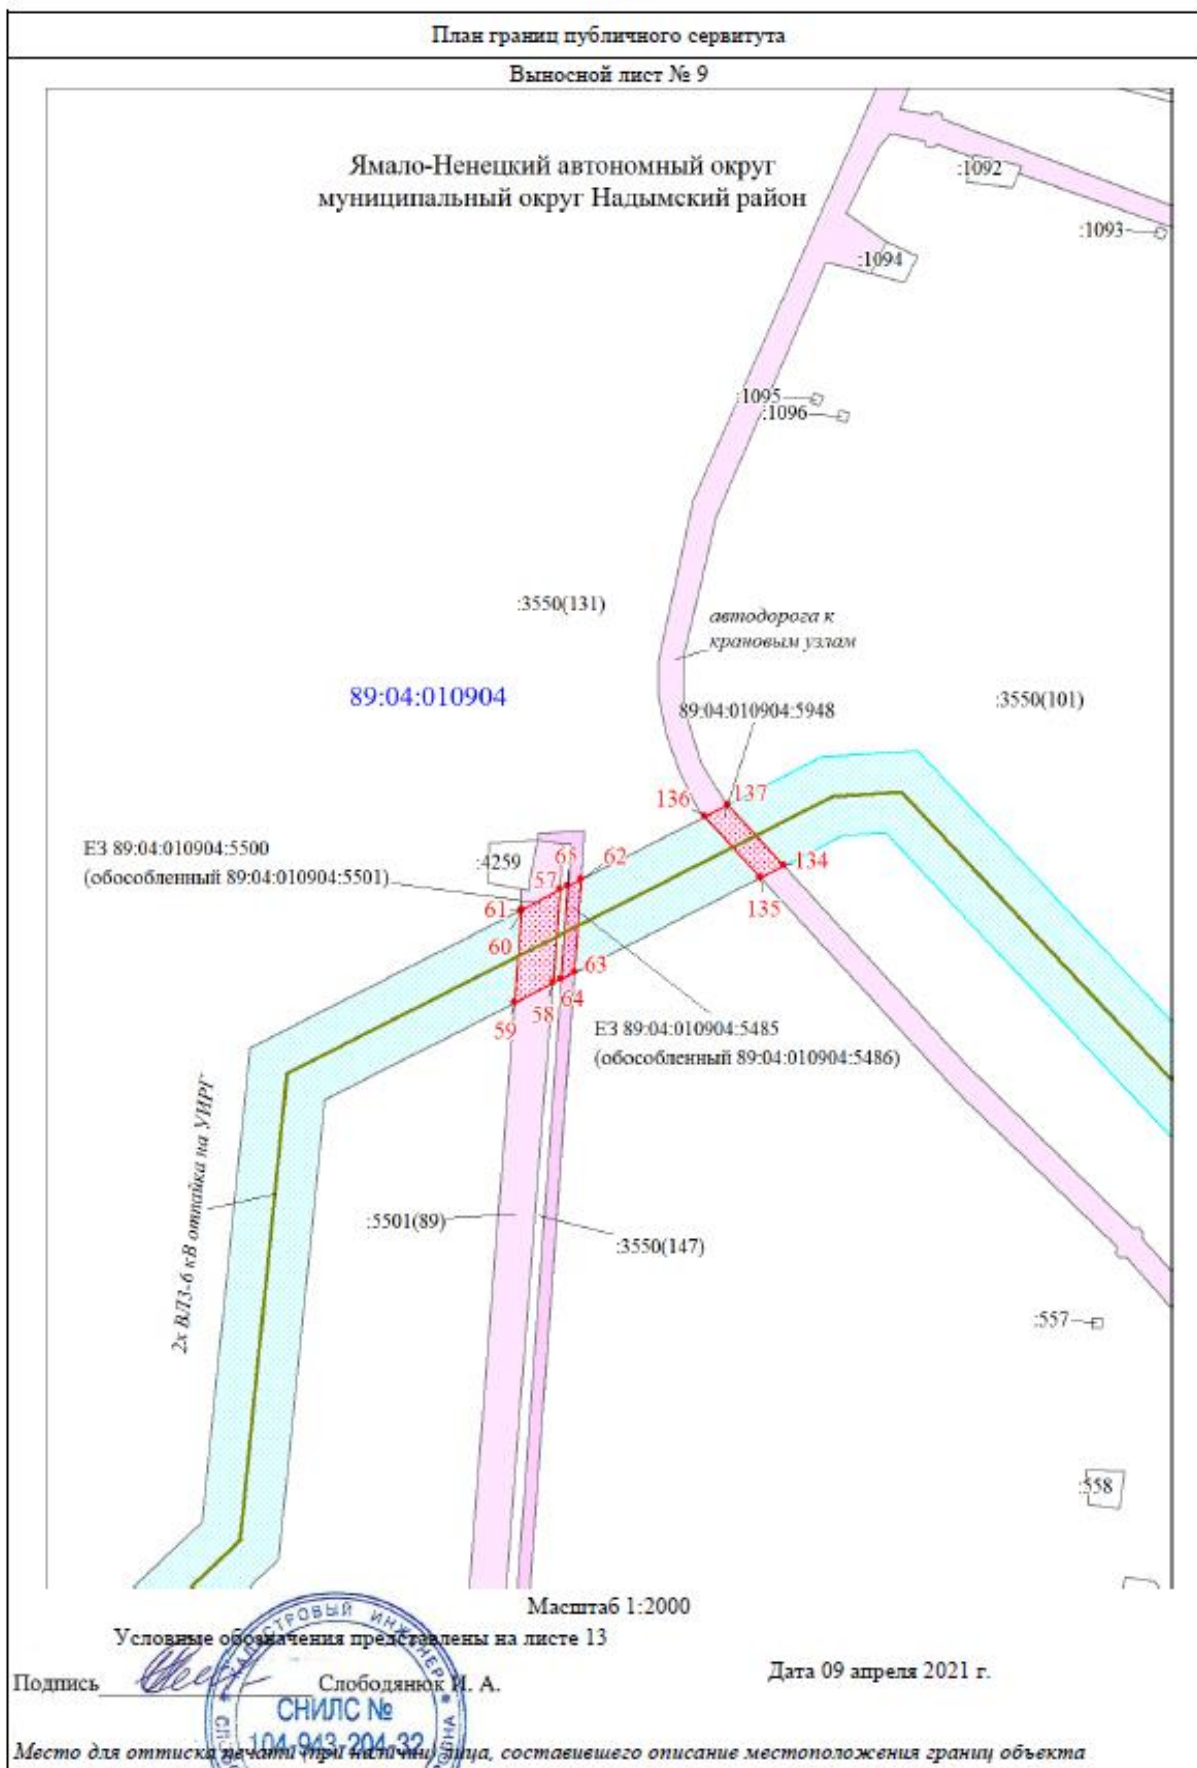 План границ публичного сервитута
Выносной лист № 9
Ямало-Ненецкий автономный округ
муниципальный округ Надымский район
:1092
:1093
:1094
:1095
:1096
:3550(131)
автодорога к
крановым узлам
89:04:010904
:3550(101)
89:04:010904:5948
136
137
ЕЗ 89:04:010904:5500
(обособленный 89:04:010904:5501)
:4259
65
62
57
134
135
61
60
63
64
58
59
ЕЗ 89:04:010904:5485
(обособленный 89:04:010904:5486)
2х ВЛЗ-6 кВ отпайка на УИРГ
:5501(89)
:3550(147)
:557
:558
Масштаб 1:2000
Условные обозначения представлены на листе 13
Подпись
Слободянюк И. А.
Дата 09 апреля 2021 г.
КАДАСТРОВЫЙ ИНЖЕНЕР
СНИЛС №
104-943-204-32
Место для оттиска печати (при наличии) лица, составившего описание местоположения границ объекта